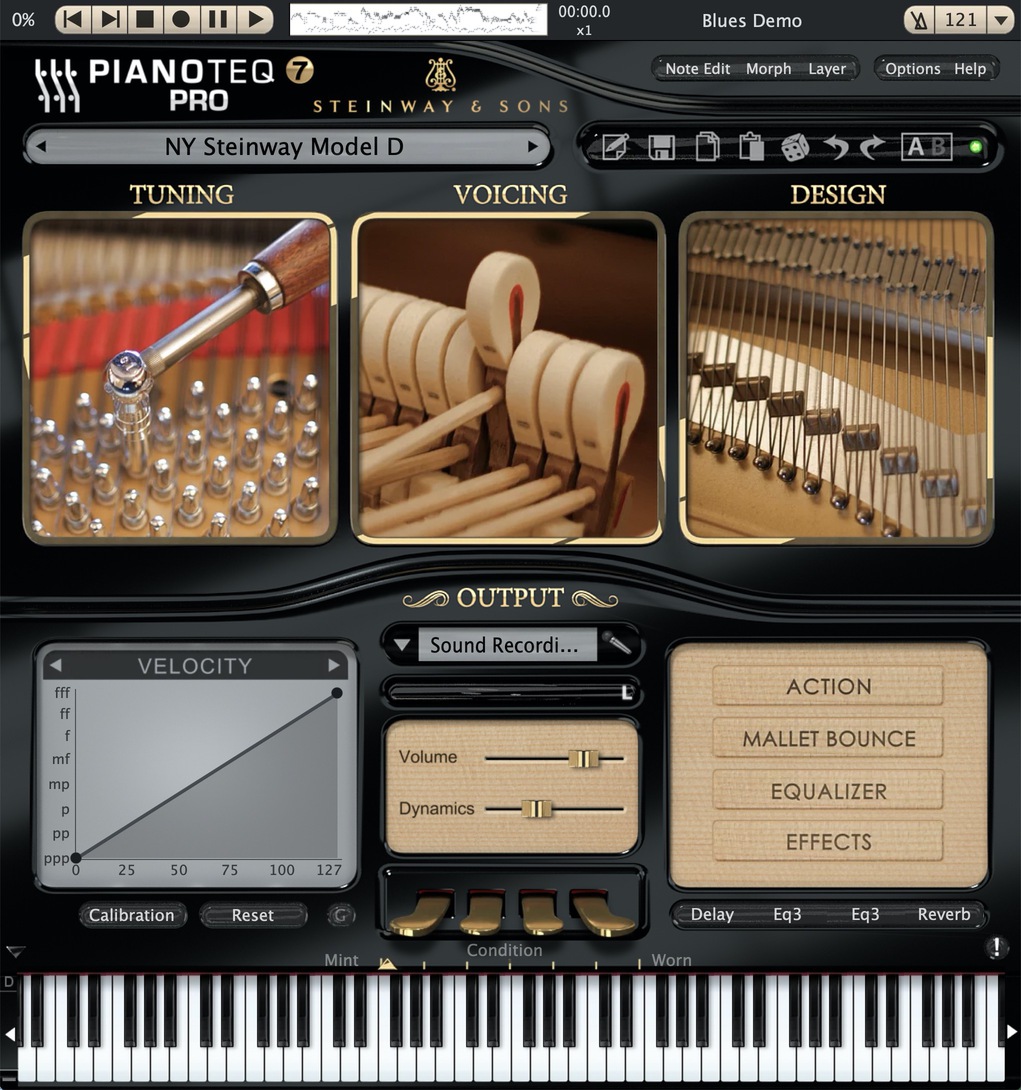 0%
00:00.0
x1
Blues Demo
121
PIANOTEQ 7
PRO
STEINWAY & SONS
Note Edit Morph Layer
Options Help
NY Steinway Model D
A B
TUNING
VOICING
DESIGN
OUTPUT
VELOCITY
fff
ff
f
mf
mp
p
pp
ppp
0 25 50 75 100 127
Calibration
Reset
G
Sound Recordi...
L
Volume
Dynamics
ACTION
MALLET BOUNCE
EQUALIZER
EFFECTS
Delay Eq3 Eq3 Reverb
!
Mint
Condition
Worn
D